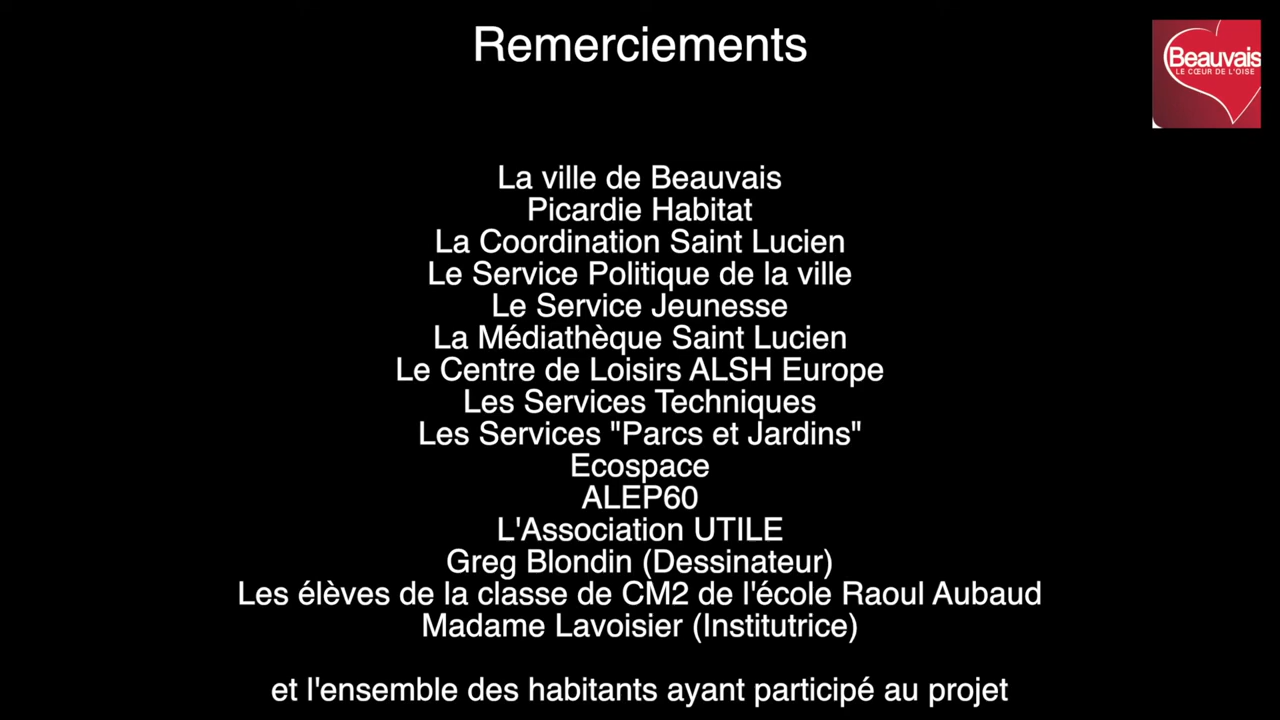 Remerciements
Beauvais
LE CŒUR DE L'OISE
La ville de Beauvais
Picardie Habitat
La Coordination Saint Lucien
Le Service Politique de la ville
Le Service Jeunesse
La Médiathèque Saint Lucien
Le Centre de Loisirs ALSH Europe
Les Services Techniques
Les Services "Parcs et Jardins"
Ecospace
ALEP60
L'Association UTILE
Greg Blondin (Dessinateur)
Les élèves de la classe de CM2 de l'école Raoul Aubaud
Madame Lavoisier (Institutrice)
et l'ensemble des habitants ayant participé au projet